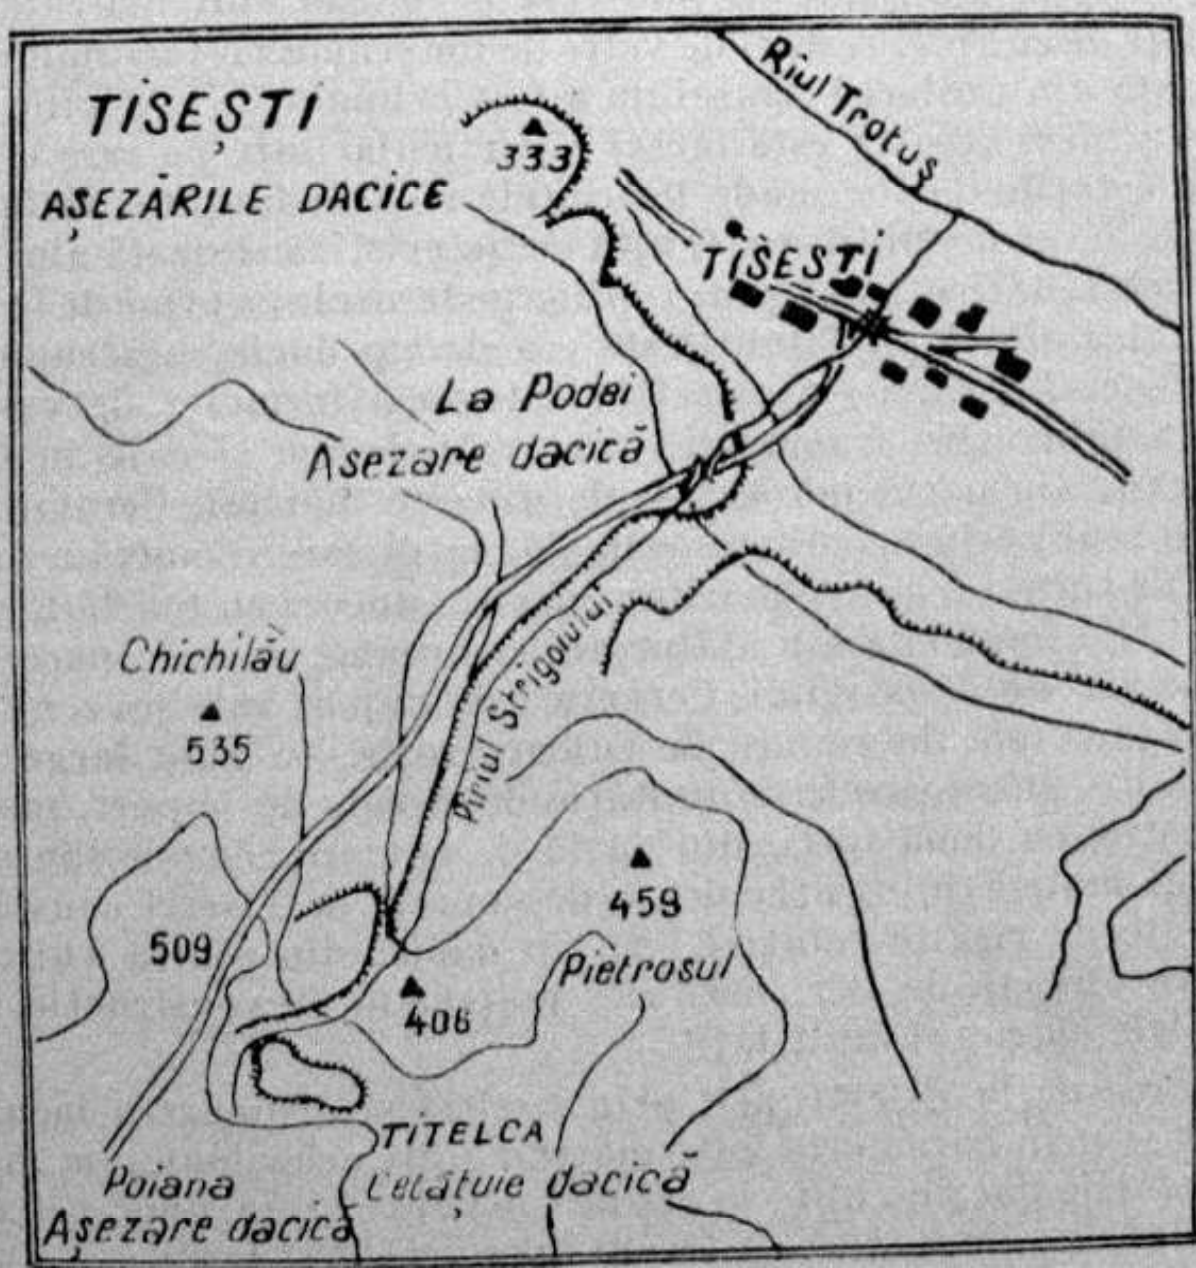 TISEȘTI
AȘEZĂRILE DACICE
333
Rîul Trotuș
TISESTI
La Podei
Așezare dacică
Chichilău
535
Pîrîul Strigoiului
509
459
Pietrosul
406
TITELCA
Cetățuie dacică
Poiana
Așezare dacică